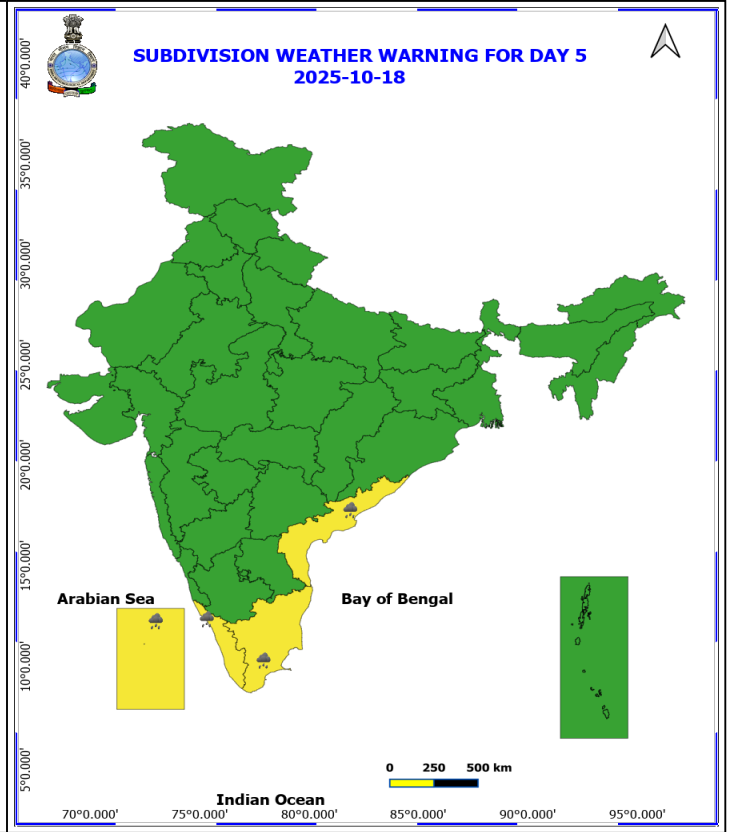 SUBDIVISION WEATHER WARNING FOR DAY 5
2025-10-18
40°0.000'
35°0.000'
30°0.000'
25°0.000'
20°0.000'
15°0.000'
10°0.000'
5°0.000'
Arabian Sea
Bay of Bengal
0 250 500 km
Indian Ocean
70°0.000' 75°0.000' 80°0.000' 85°0.000' 90°0.000' 95°0.000'